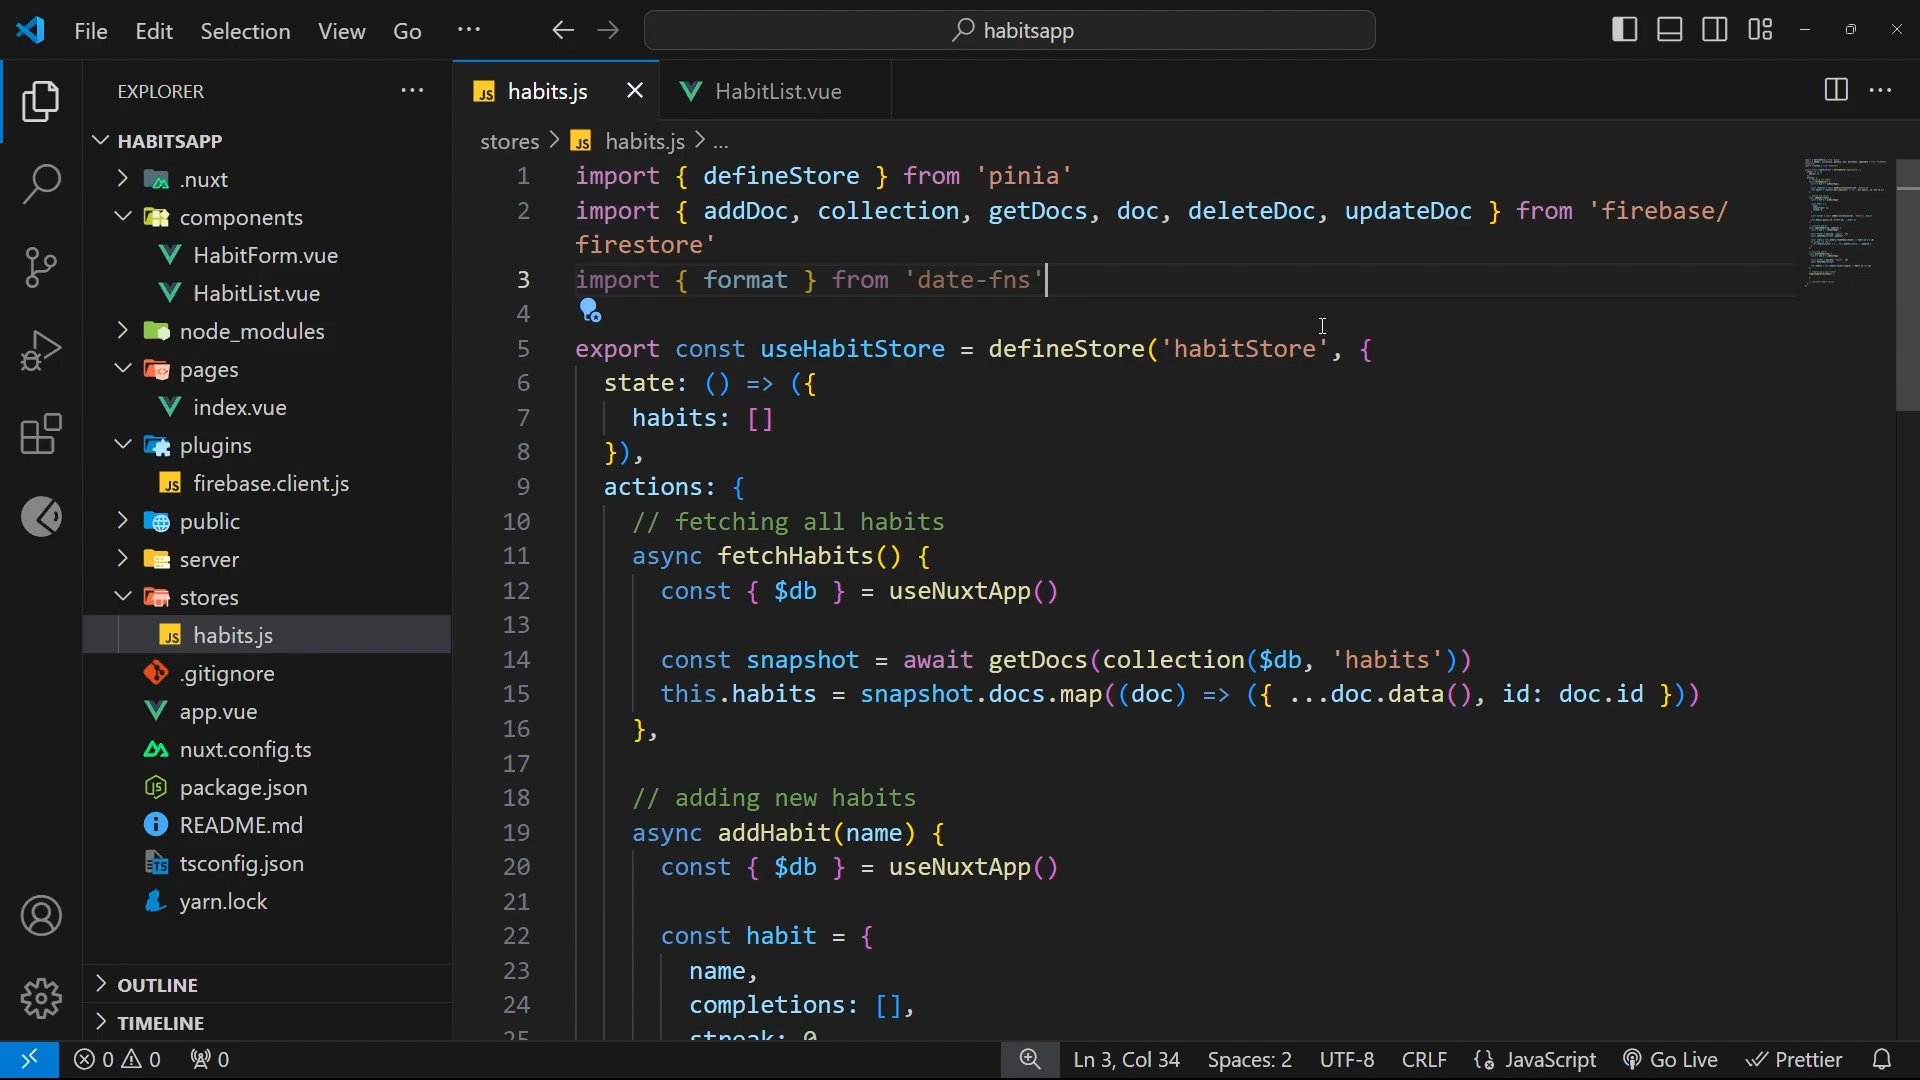 File Edit Selection View Go ···
habitsapp
EXPLORER
HABITSAPP
.nuxt
components
HabitForm.vue
HabitList.vue
node_modules
pages
index.vue
plugins
firebase.client.js
public
server
stores
habits.js
.gitignore
app.vue
nuxt.config.ts
package.json
README.md
tsconfig.json
yarn.lock
OUTLINE
TIMELINE
habits.js
HabitList.vue
stores > habits.js > ...
1 import { defineStore } from 'pinia'
2 import { addDoc, collection, getDocs, doc, deleteDoc, updateDoc } from 'firebase/
firestore'
3 import { format } from 'date-fns'
4
5 export const useHabitStore = defineStore('habitStore', {
6 state: () => ({
7 habits: []
8 }),
9 actions: {
10 // fetching all habits
11 async fetchHabits() {
12 const { $db } = useNuxtApp()
13
14 const snapshot = await getDocs(collection($db, 'habits'))
15 this.habits = snapshot.docs.map((doc) => ({ ...doc.data(), id: doc.id }))
16 },
17
18 // adding new habits
19 async addHabit(name) {
20 const { $db } = useNuxtApp()
21
22 const habit = {
23 name,
24 completions: [],
25 streak: 0
0 0 0
Ln 3, Col 34 Spaces: 2 UTF-8 CRLF JavaScript Go Live Prettier